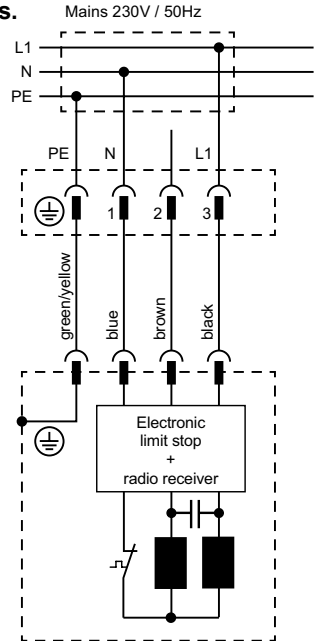 s.
Mains 230V / 50Hz
L1
N
PE
PE N L1
1 2 3
green/yellow
blue
brown
black
Electronic
limit stop
+
radio receiver